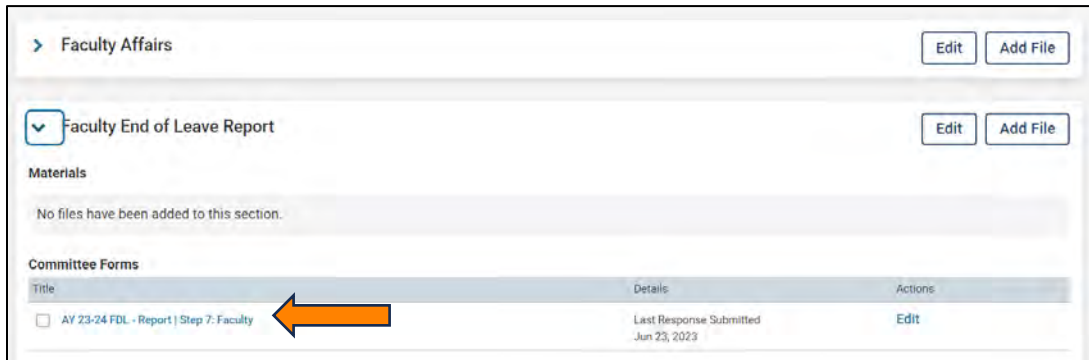 Faculty Affairs Edit Add File
Faculty End of Leave Report Edit Add File
Materials
No files have been added to this section.
Committee Forms
Title Details Actions
AY 23-24 FDL - Report | Step 7: Faculty Last Response Submitted Edit
Jun 23, 2023